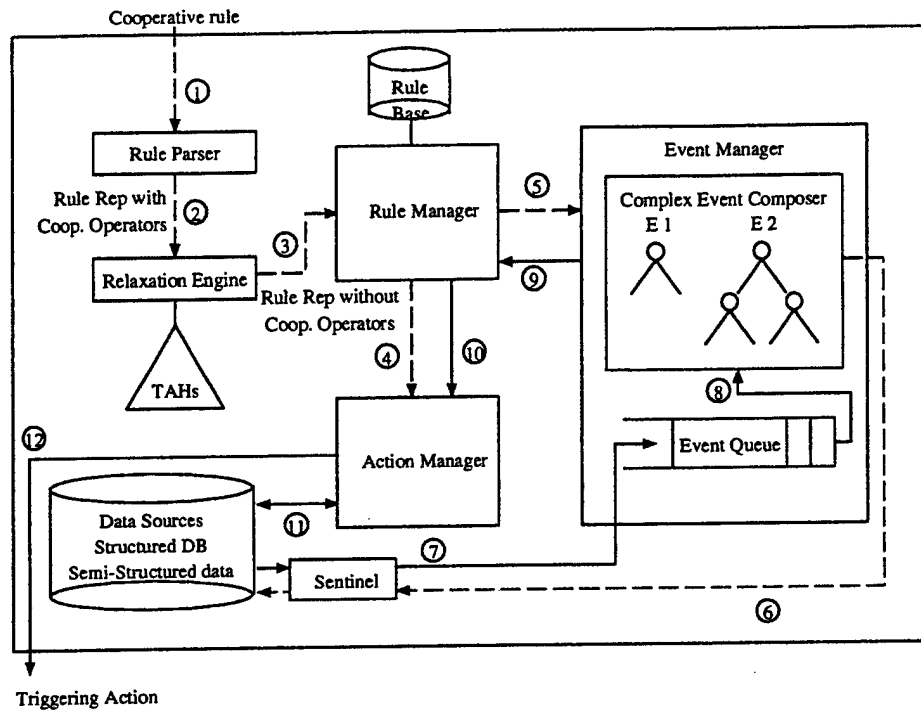 Cooperative rule
①
Rule
Base
Rule Parser
Event Manager
Rule Rep with
Coop. Operators
②
Rule Manager
⑤
Complex Event Composer
E 1
E 2
③
Relaxation Engine
⑨
Rule Rep without
Coop. Operators
④
⑩
TAHs
⑧
⑫
Action Manager
Event Queue
Data Sources
Structured DB
Semi-Structured data
⑪
⑦
Sentinel
⑥
Triggering Action